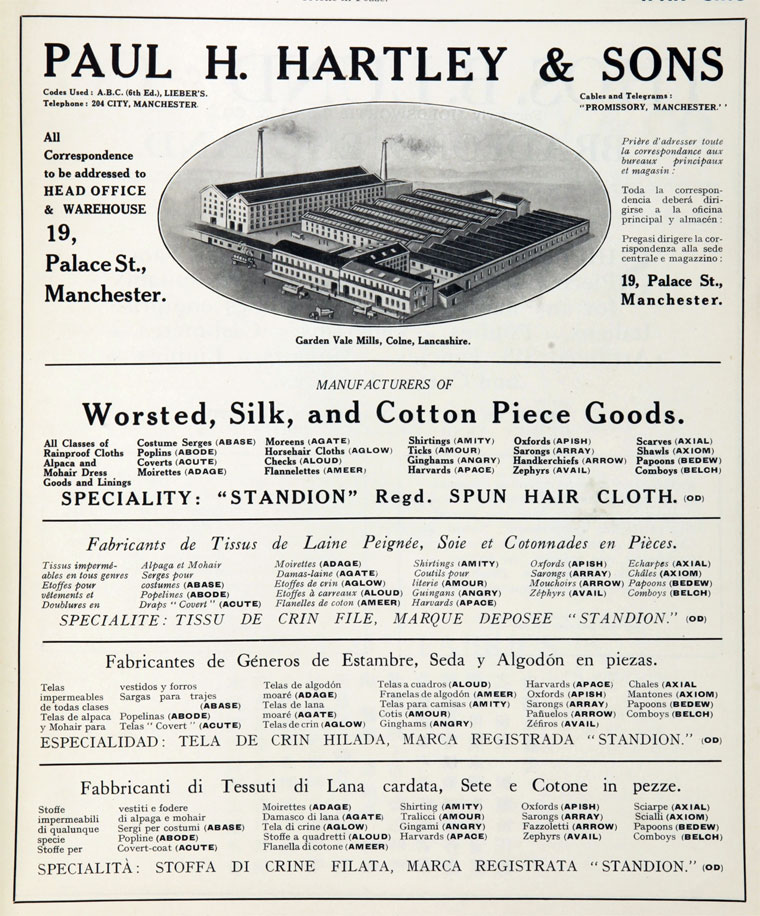 PAUL H. HARTLEY & SONS
Codes Used: A.B.C. (6th Ed.), LIEBER'S.
Telephone: 204 CITY, MANCHESTER
Cables and Telegrams:
"PROMISSORY, MANCHESTER.''
All
Correspondence
to be addressed to
HEAD OFFICE
& WAREHOUSE
19,
Palace St.,
Manchester.
Prière d'adresser toute
la correspondance aux
bureaux principaux
et magasin:
Toda la correspon-
dencia deberá diri-
girse a la oficina
principal y almacén:
Pregasi dirigere la cor-
rispondenza alla sede
centrale e magazzino:
19, Palace St.,
Manchester.
Garden Vale Mills, Colne, Lancashire.
MANUFACTURERS OF
Worsted, Silk, and Cotton Piece Goods.
All Classes of
Rainproof Cloths
Alpaca and
Mohair Dress
Goods and Linings
Costume Serges (ABASE)
Poplins (ABODE)
Coverts (ACUTE)
Moirettes (ADAGE)
Moreens (AGATE)
Horsehair Cloths (AGLOW)
Checks (ALOUD)
Flannelettes (AMEER)
Shirtings (AMITY)
Ticks (AMOUR)
Ginghams (ANGRY)
Harvards (APACE)
Oxfords (APISH)
Sarongs (ARRAY)
Handkerchiefs (ARROW)
Zephyrs (AVAIL)
Scarves (AXIAL)
Shawls (AXIOM)
Papoons (BEDEW)
Comboys (BELCH)
SPECIALITY: "STANDION" Regd. SPUN HAIR CLOTH. (OD)
Fabricants de Tissus de Laine Peignée, Soie et Cotonnades en Pièces.
Tissus impermé-
ables en tous genres
Etoffes pour
vêtements et
Doublures en
Alpaga et Mohair
Serges pour
costumes (ABASE)
Popelines (ABODE)
Draps "Covert" (ACUTE)
Moirettes (ADAGE)
Damas-laine (AGATE)
Etoffes de crin (AGLOW)
Etoffes à carreaux (ALOUD)
Flanelles de coton (AMEER)
Shirtings (AMITY)
Coutils pour
literie (AMOUR)
Guingans (ANGRY)
Harvards (APACE)
Oxfords (APISH)
Sarongs (ARRAY)
Mouchoirs (ARROW)
Zéphyrs (AVAIL)
Echarpes (AXIAL)
Châles (AXIOM)
Papoons (BEDEW)
Comboys (BELCH)
SPECIALITE: TISSU DE CRIN FILE, MARQUE DEPOSEE "STANDION." (OD)
Fabricantes de Géneros de Estambre, Seda y Algodón en piezas.
Telas
impermeables
de todas clases
Telas de alpaca
y Mohair para
vestidos y forros
Sargas para trajes
(ABASE)
Popelinas (ABODE)
Telas "Covert" (ACUTE)
Telas de algodón
moaré (ADAGE)
Telas de lana
moaré (AGATE)
Telas de crin (AGLOW)
Telas a cuadros (ALOUD)
Franelas de algodón (AMEER)
Telas para camisas (AMITY)
Cotis (AMOUR)
Ginghams (ANGRY)
Harvards (APACE)
Oxfords (APISH)
Sarongs (ARRAY)
Pañuelos (ARROW)
Zéfiros (AVAIL)
Chales (AXIAL
Mantones (AXIOM)
Papoons (BEDEW)
Comboys (BELCH)
ESPECIALIDAD: TELA DE CRIN HILADA, MARCA REGISTRADA "STANDION." (OD)
Fabbricanti di Tessuti di Lana cardata, Sete e Cotone in pezze.
Stoffe
impermeabili
di qualunque
specie
Stoffe per
vestiti e fodere
di alpaga e mohair
Sergi per costumi (ABASE)
Popline (ABODE)
Covert-coat (ACUTE)
Moirettes (ADAGE)
Damasco di lana (AGATE)
Tela di crine (AGLOW)
Stoffe a quadretti (ALOUD)
Flanella di cotone (AMEER)
Shirting (AMITY)
Tralicci (AMOUR)
Gingami (ANGRY)
Harvards (APACE)
Oxfords (APISH)
Sarongs (ARRAY)
Fazzoletti (ARROW)
Zephyrs (AVAIL)
Sciarpe (AXIAL)
Scialli (AXIOM)
Papoons (BEDEW)
Comboys (BELCH)
SPECIALITÀ: STOFFA DI CRINE FILATA, MARCA REGISTRATA "STANDION." (OD)